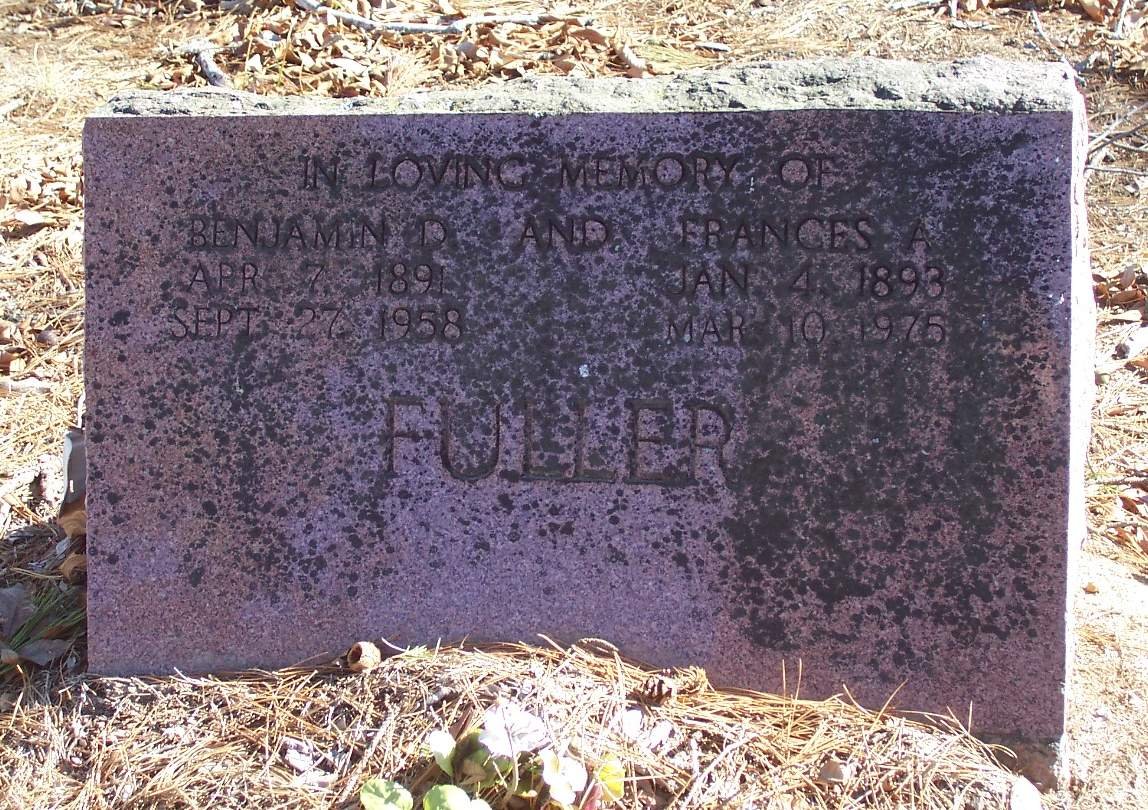 IN LOVING MEMORY OF
BENJAMIN D. AND FRANCES A.
APR. 7, 1891 JAN. 4, 1893
SEPT. 27, 1958 MAR. 10, 1975
FULLER